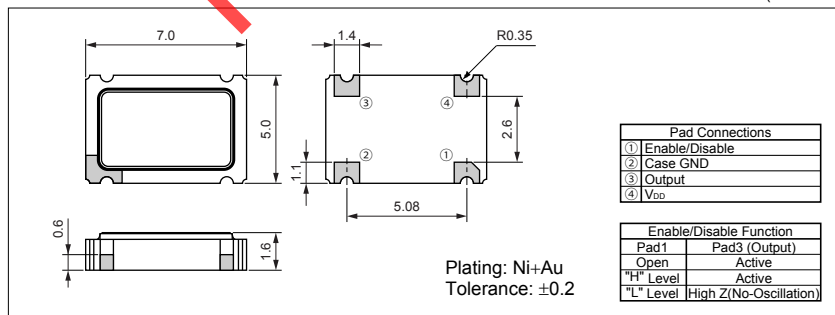 7.0
1.4
R0.35
③
④
②
①
5.0
2.6
1.1
5.08
0.6
1.6
Plating: Ni+Au
Tolerance: ±0.2
Pad Connections
① Enable/Disable
② Case GND
③ Output
④ VDD
Enable/Disable Function
Pad1 Pad3 (Output)
Open Active
"H" Level Active
"L" Level High Z(No-Oscillation)